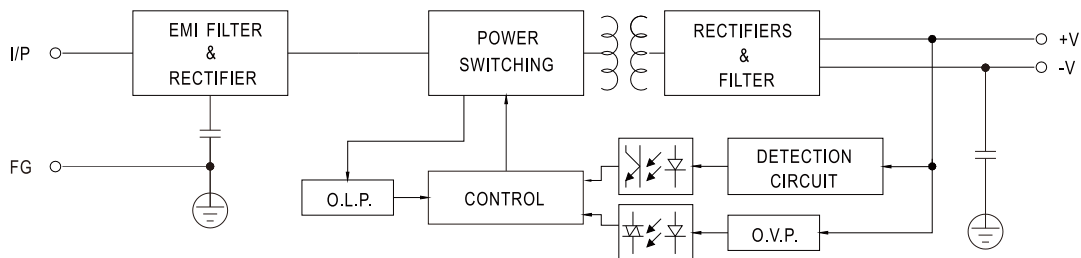 I/P
EMI FILTER
&
RECTIFIER
POWER
SWITCHING
RECTIFIERS
&
FILTER
+V
-V
FG
O.L.P.
CONTROL
DETECTION
CIRCUIT
O.V.P.